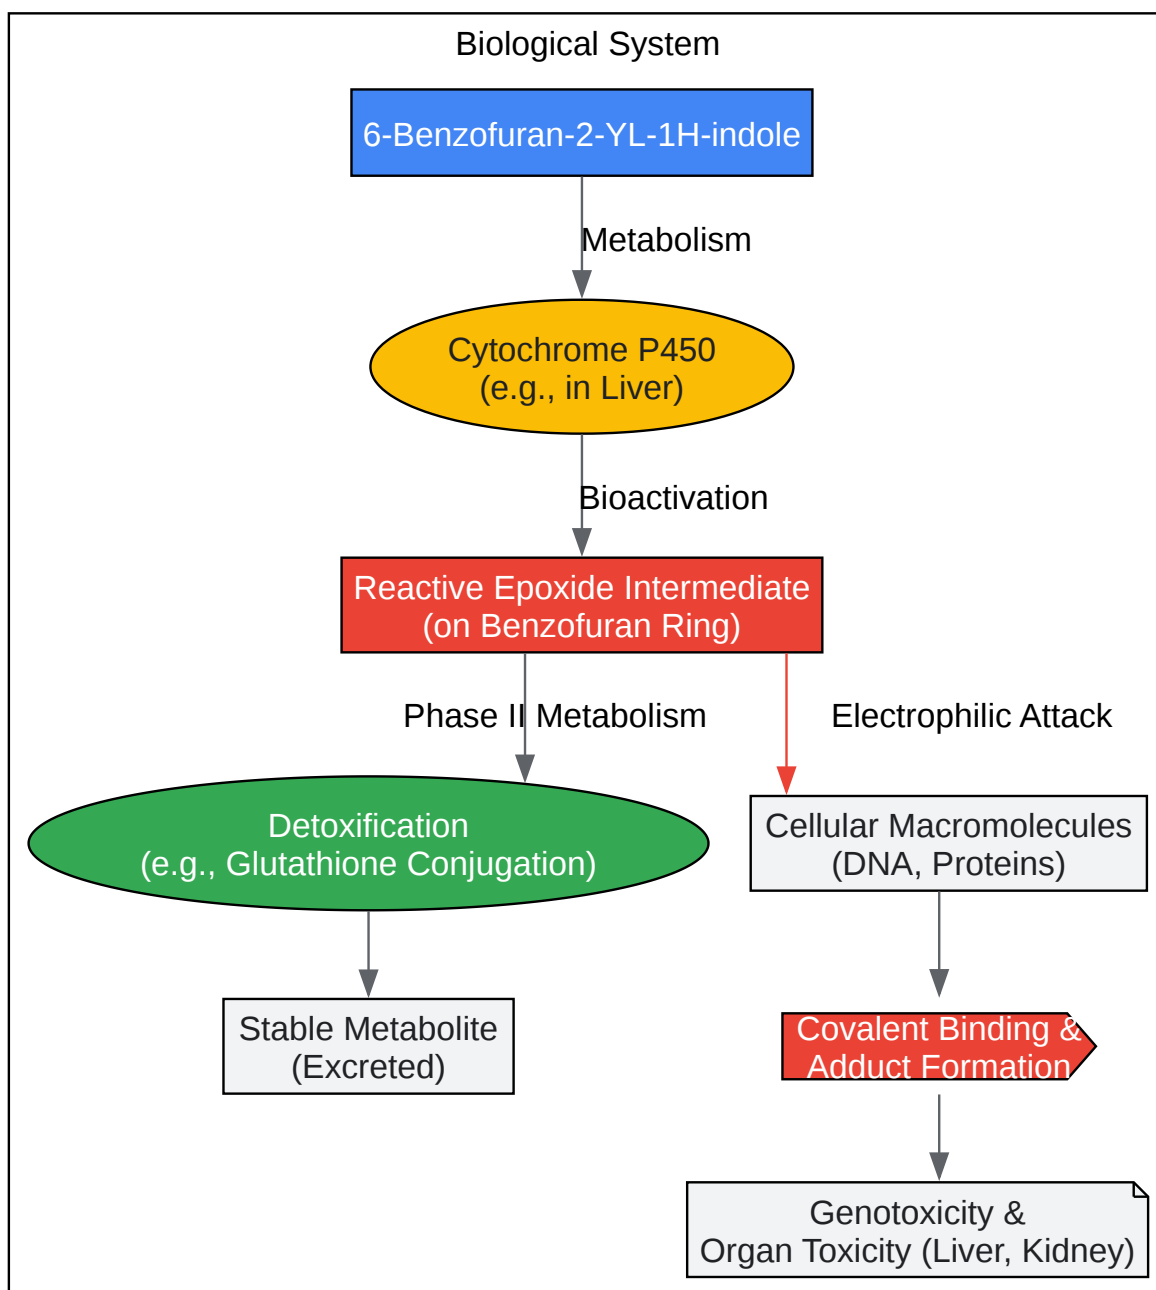 Biological System
6-Benzofuran-2-YL-1H-indole
Metabolism
Cytochrome P450
(e.g., in Liver)
Bioactivation
Reactive Epoxide Intermediate
(on Benzofuran Ring)
Phase II Metabolism
Electrophilic Attack
Detoxification
(e.g., Glutathione Conjugation)
Cellular Macromolecules
(DNA, Proteins)
Stable Metabolite
(Excreted)
Covalent Binding &
Adduct Formation
Genotoxicity &
Organ Toxicity (Liver, Kidney)